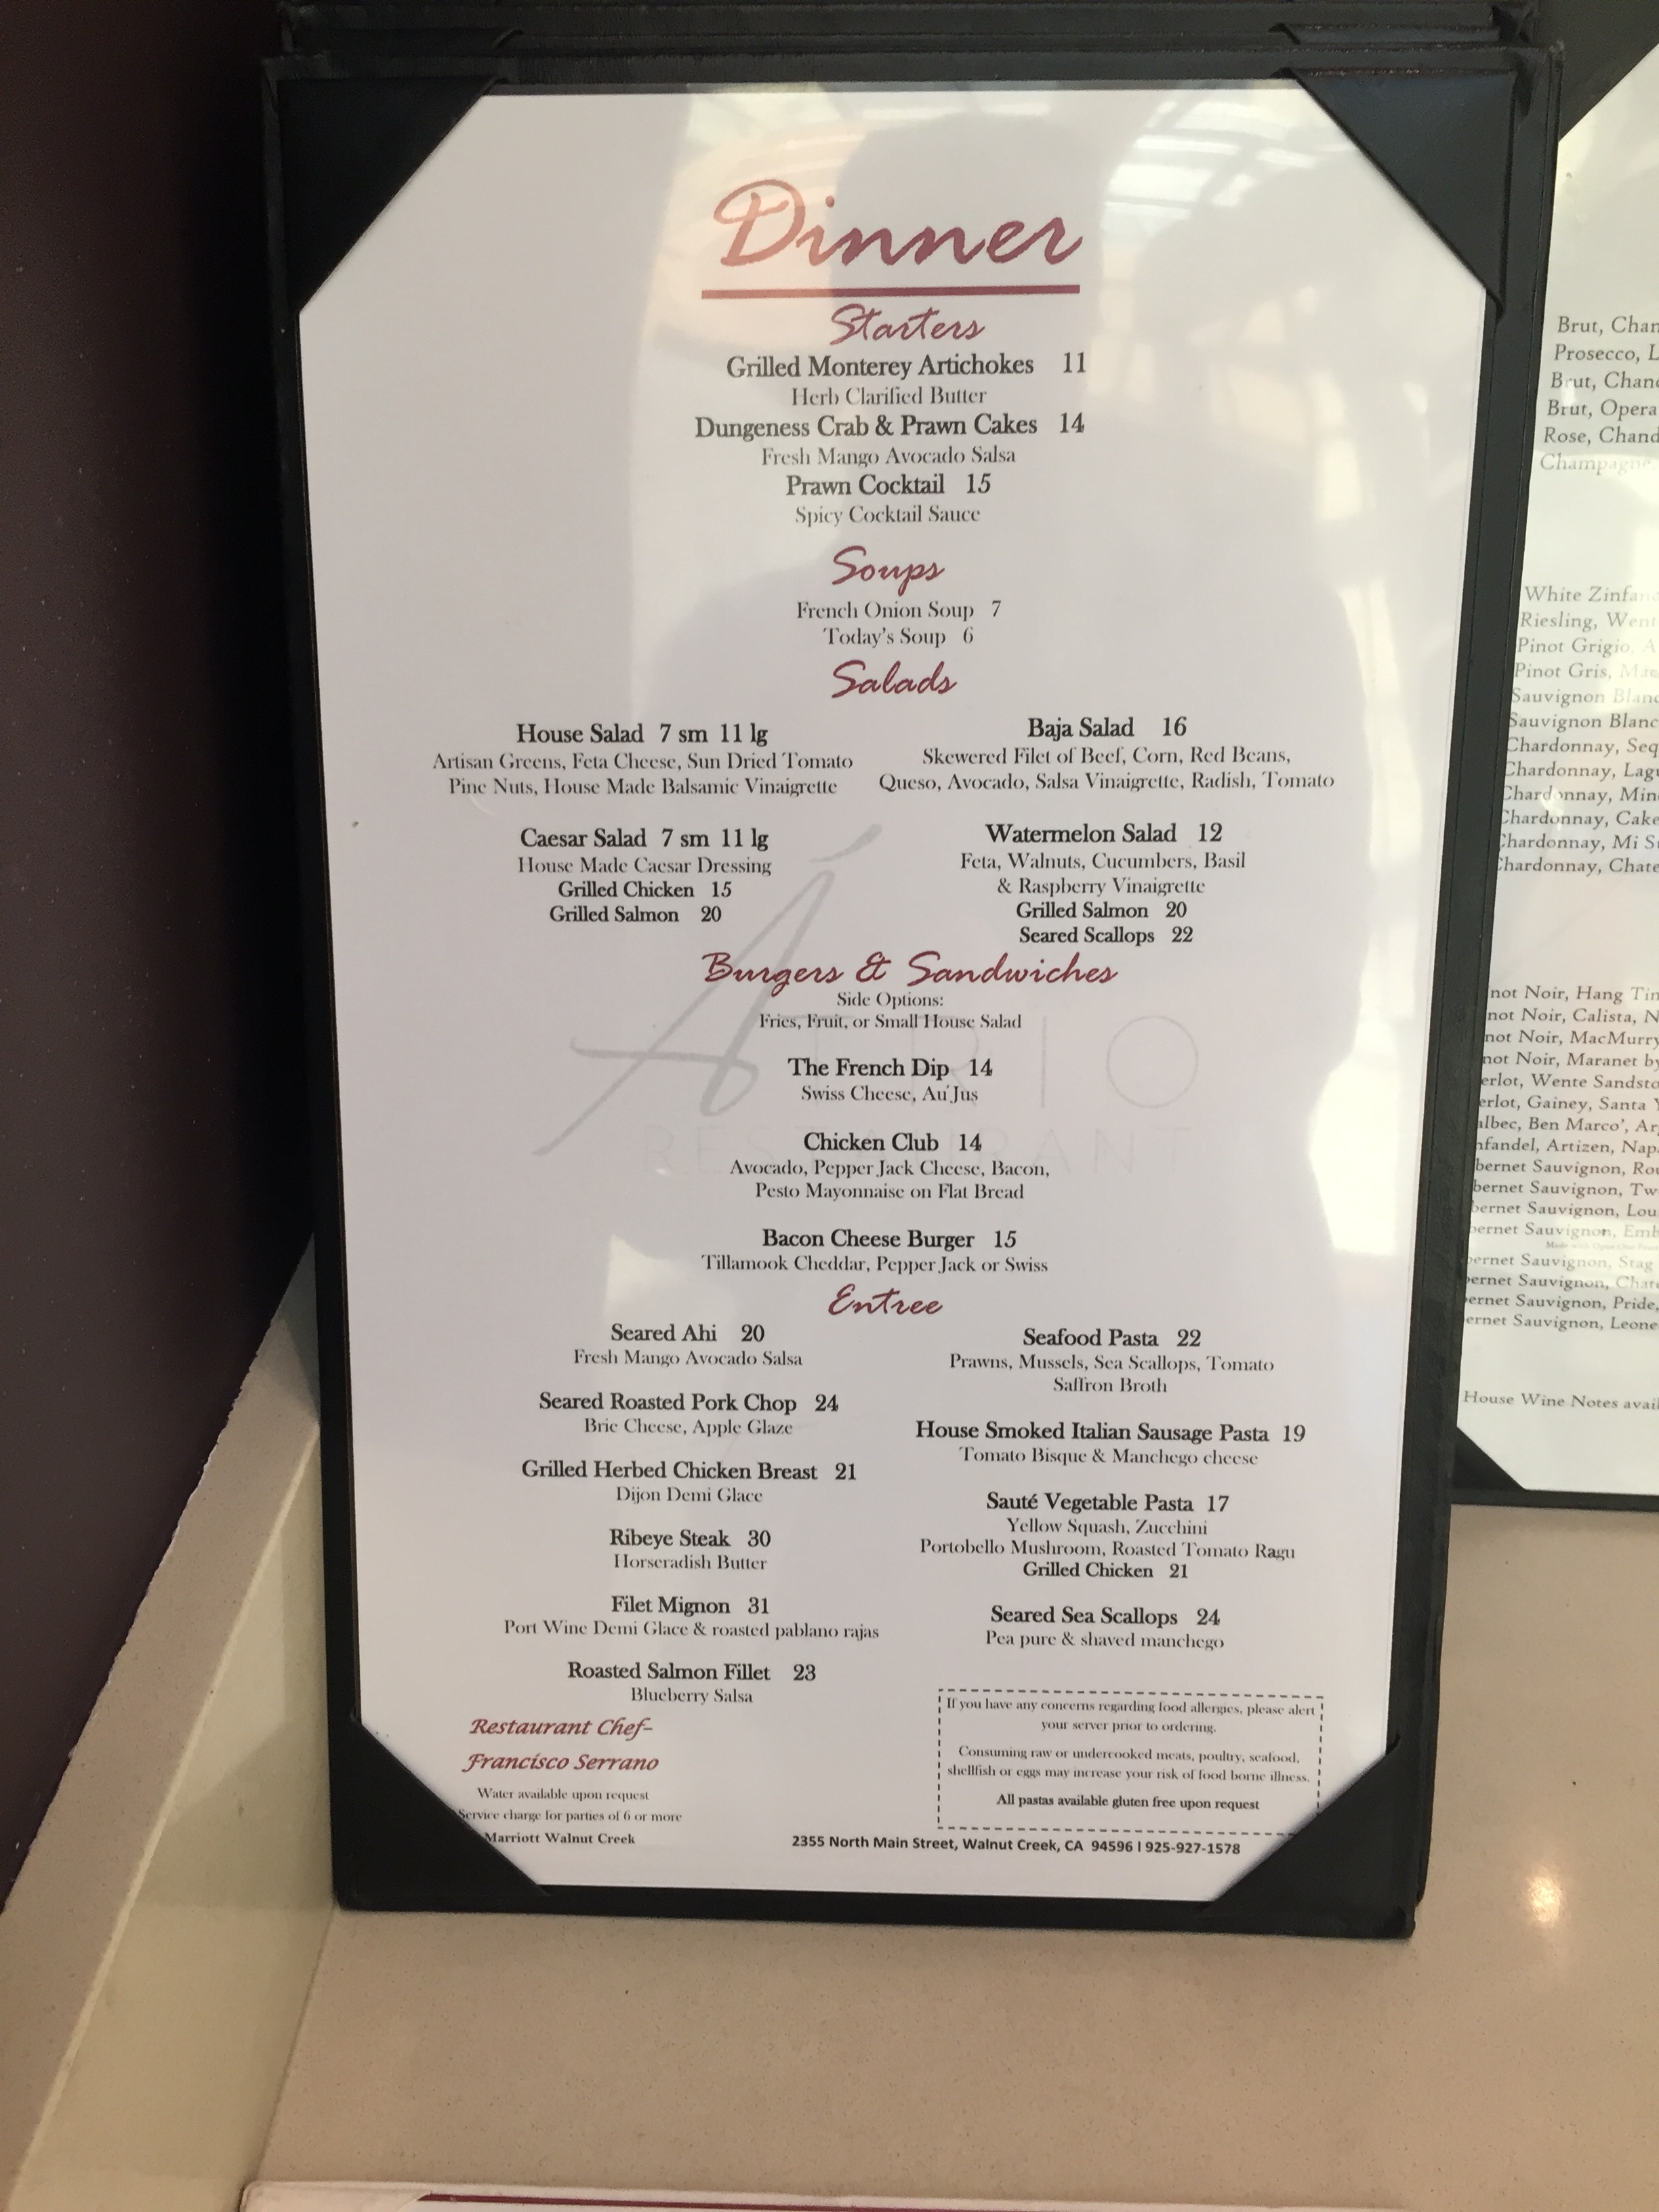 Dinner
Starters
Grilled Monterey Artichokes 11
Herb Clarified Butter
Dungeness Crab & Prawn Cakes 14
Fresh Mango Avocado Salsa
Prawn Cocktail 15
Spicy Cocktail Sauce
Soups
French Onion Soup 7
Today's Soup 6
Salads
House Salad 7 sm 11 lg
Artisan Greens, Feta Cheese, Sun Dried Tomato
Pine Nuts, House Made Balsamic Vinaigrette
Caesar Salad 7 sm 11 lg
House Made Caesar Dressing
Grilled Chicken 15
Grilled Salmon 20
Baja Salad 16
Skewered Filet of Beef, Corn, Red Beans,
Queso, Avocado, Salsa Vinaigrette, Radish, Tomato
Watermelon Salad 12
Feta, Walnuts, Cucumbers, Basil
& Raspberry Vinaigrette
Grilled Salmon 20
Seared Scallops 22
Burgers & Sandwiches
Side Options:
Fries, Fruit, or Small House Salad
The French Dip 14
Swiss Cheese, Au'Jus
Chicken Club 14
Avocado, Pepper Jack Cheese, Bacon,
Pesto Mayonnaise on Flat Bread
Bacon Cheese Burger 15
Tillamook Cheddar, Pepper Jack or Swiss
ÁTRIO
RESTAURANT
Entree
Seared Ahi 20
Fresh Mango Avocado Salsa
Seared Roasted Pork Chop 24
Brie Cheese, Apple Glaze
Grilled Herbed Chicken Breast 21
Dijon Demi Glace
Ribeye Steak 30
Horseradish Butter
Filet Mignon 31
Port Wine Demi Glace & roasted pablano rajas
Roasted Salmon Fillet 23
Blueberry Salsa
Seafood Pasta 22
Prawns, Mussels, Sea Scallops, Tomato
Saffron Broth
House Smoked Italian Sausage Pasta 19
Tomato Bisque & Manchego cheese
Sauté Vegetable Pasta 17
Yellow Squash, Zucchini
Portobello Mushroom, Roasted Tomato Ragu
Grilled Chicken 21
Seared Sea Scallops 24
Pea pure & shaved manchego
Restaurant Chef-
Francisco Serrano
Water available upon request
Service charge for parties of 6 or more
Marriott Walnut Creek
If you have any concerns regarding food allergies, please alert
your server prior to ordering.
Consuming raw or undercooked meats, poultry, seafood,
shellfish or eggs may increase your risk of food borne illness.
All pastas available gluten free upon request
2355 North Main Street, Walnut Creek, CA 94596 | 925-927-1578
Brut, Chan
Prosecco, L
Brut, Chand
Brut, Opera
Rose, Chand
Champagne,
White Zinfan
Riesling, Went
Pinot Grigio, A
Pinot Gris, Mac
Sauvignon Blanc
Sauvignon Blanc
Chardonnay, Seq
Chardonnay, Lagu
Chardonnay, Min
Chardonnay, Cake
Chardonnay, Mi S
Chardonnay, Chate
not Noir, Hang Tin
not Noir, Calista, N
not Noir, MacMurry
not Noir, Maranet by
erlot, Wente Sandsto
erlot, Gainey, Santa Y
albec, Ben Marco', Ar
nfandel, Artizen, Nap
bernet Sauvignon, Rou
bernet Sauvignon, Tw
bernet Sauvignon, Lou
bernet Sauvignon, Emb
bernet Sauvignon, Stag
bernet Sauvignon, Chate
bernet Sauvignon, Pride,
ernet Sauvignon, Leone
House Wine Notes avail